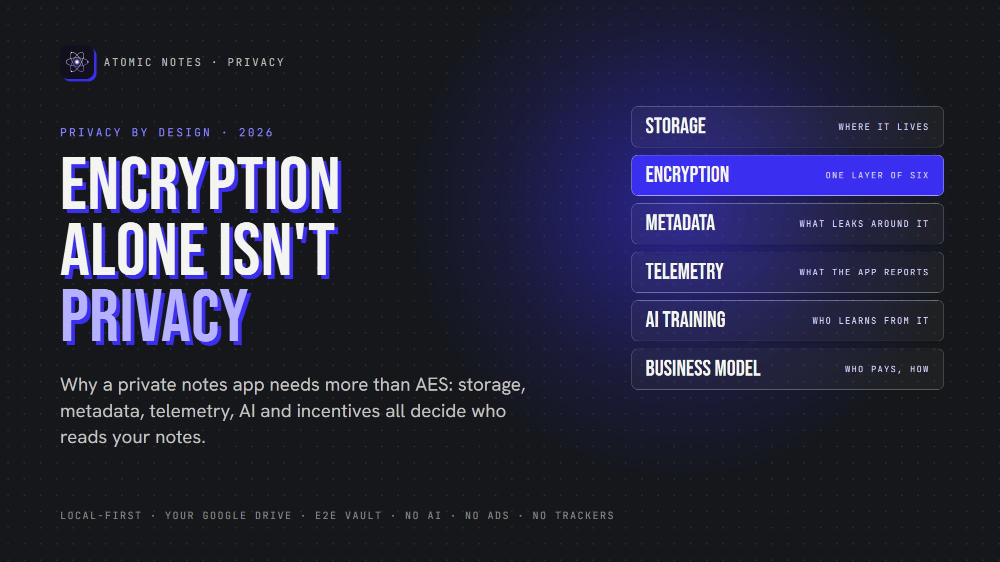 ATOMIC NOTES · PRIVACY
PRIVACY BY DESIGN · 2026
ENCRYPTION
ALONE ISN'T
PRIVACY
Why a private notes app needs more than AES: storage,
metadata, telemetry, AI and incentives all decide who
reads your notes.
STORAGE WHERE IT LIVES
ENCRYPTION ONE LAYER OF SIX
METADATA WHAT LEAKS AROUND IT
TELEMETRY WHAT THE APP REPORTS
AI TRAINING WHO LEARNS FROM IT
BUSINESS MODEL WHO PAYS, HOW
LOCAL-FIRST · YOUR GOOGLE DRIVE · E2E VAULT · NO AI · NO ADS · NO TRACKERS